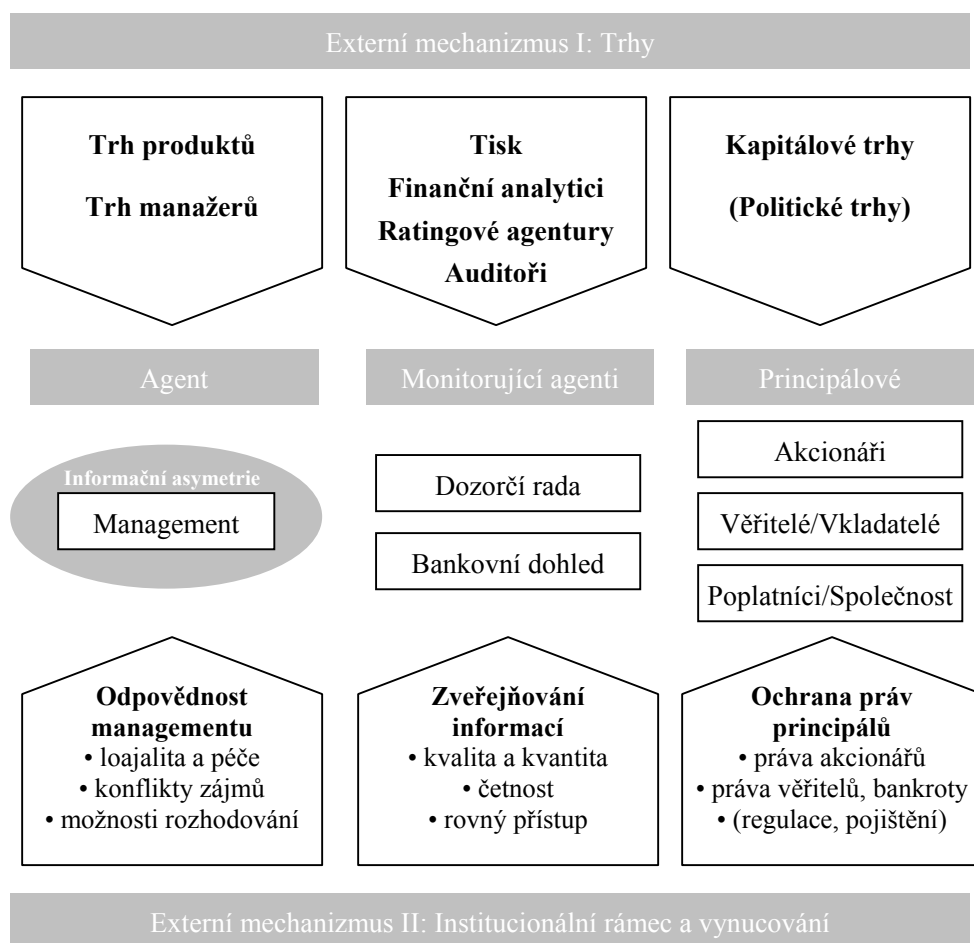 Externí mechanizmus I: Trhy
Trh produktů
Trh manažerů
Tisk
Finanční analytici
Ratingové agentury
Auditoři
Kapitálové trhy
(Politické trhy)
Agent
Monitorující agenti
Principálové
Informační asymetrie
Management
Dozorčí rada
Bankovní dohled
Akcionáři
Věřitelé/Vkladatelé
Poplatníci/Společnost
Odpovědnost
managementu
• loajalita a péče
• konflikty zájmů
• možnosti rozhodování
Zveřejňování
informací
• kvalita a kvantita
• četnost
• rovný přístup
Ochrana práv
principálů
• práva akcionářů
• práva věřitelů, bankroty
• (regulace, pojištění)
Externí mechanizmus II: Institucionální rámec a vynucování